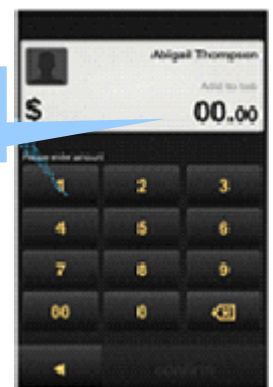 Abigail Thompson
Add to tab
$ 00.00
Please enter amount
1 2 3
4 5 6
7 8 9
00 0